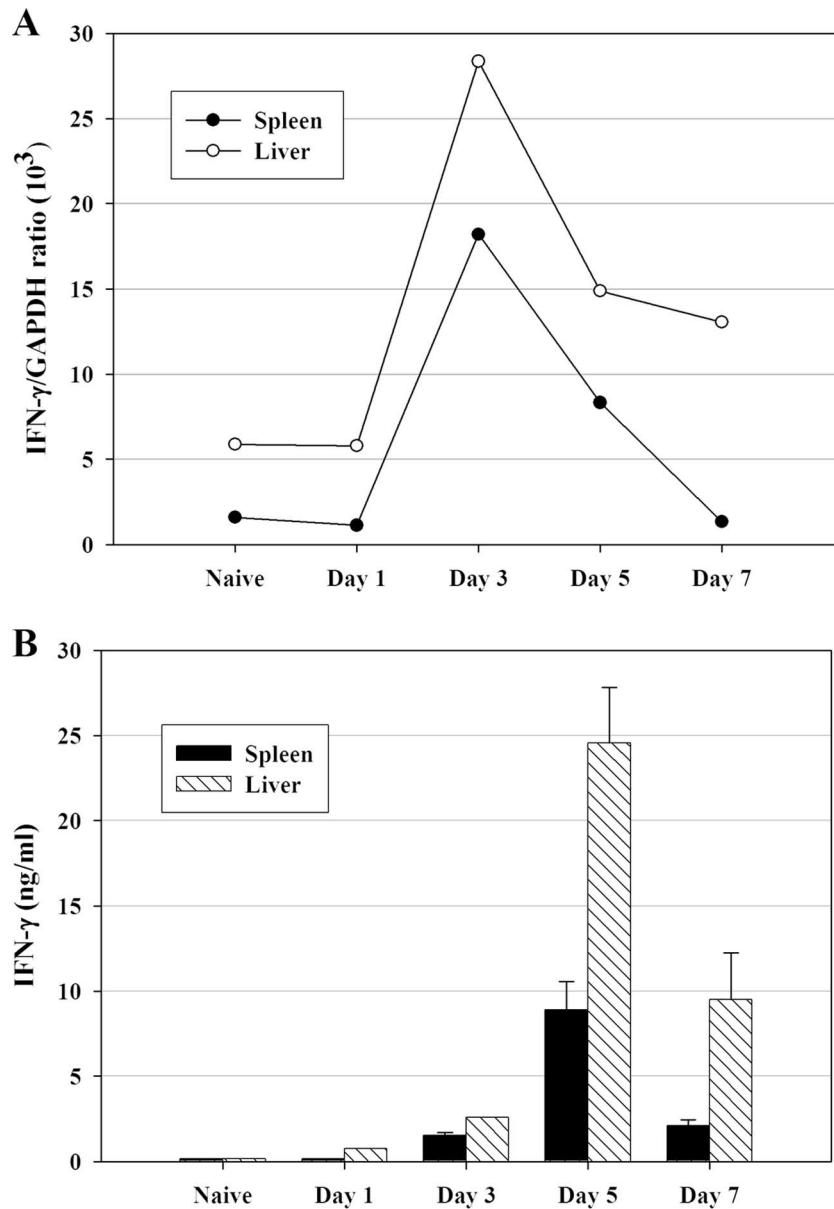 A
IFN-γ/GAPDH ratio (10³)
30
25
20
15
10
5
0
Spleen
Liver
Naive Day 1 Day 3 Day 5 Day 7
B
IFN-γ (ng/ml)
30
25
20
15
10
5
0
Spleen
Liver
Naive Day 1 Day 3 Day 5 Day 7